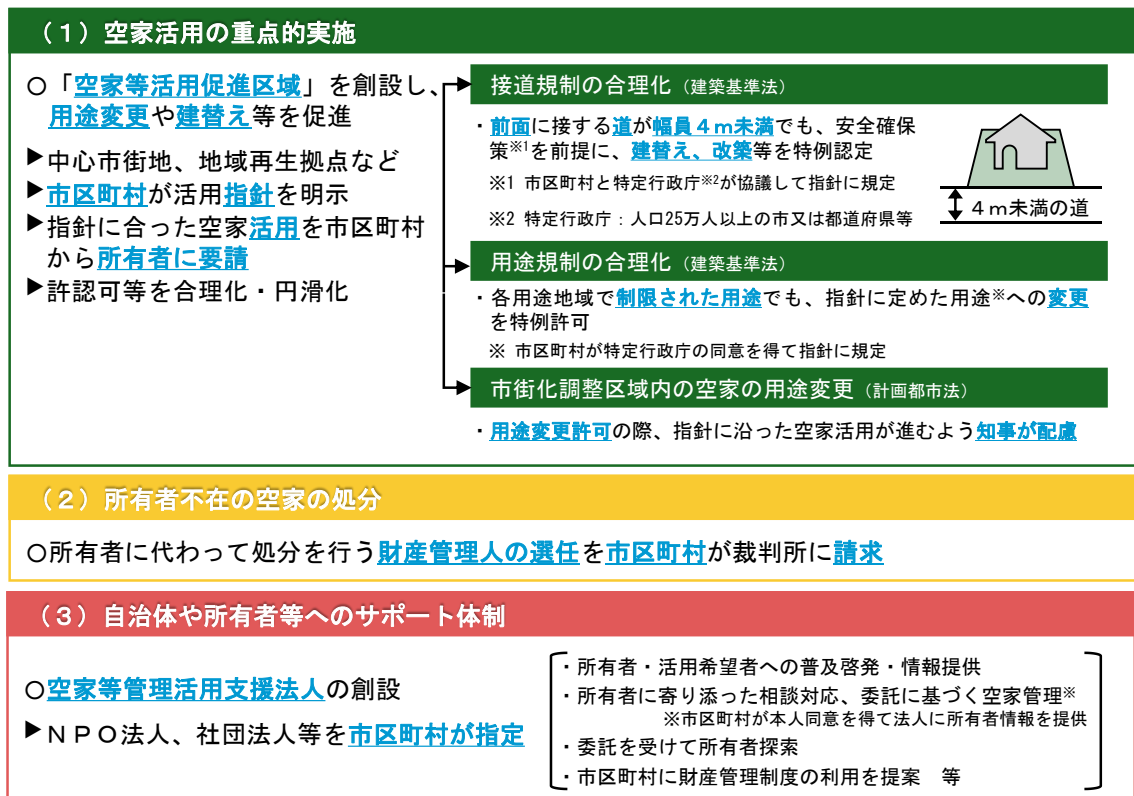 （１）空家活用の重点的実施
○「空家等活用促進区域」を創設し、
用途変更や建替え等を促進
▶中心市街地、地域再生拠点など
▶市区町村が活用指針を明示
▶指針に合った空家活用を市区町村
から所有者に要請
▶許認可等を合理化・円滑化
接道規制の合理化（建築基準法）
・前面に接する道が幅員４ｍ未満でも、安全確保
策※1を前提に、建替え、改築等を特例認定
※1 市区町村と特定行政庁※2が協議して指針に規定
※2 特定行政庁：人口25万人以上の市又は都道府県等
４ｍ未満の道
用途規制の合理化（建築基準法）
・各用途地域で制限された用途でも、指針に定めた用途※への変更
を特例許可
※ 市区町村が特定行政庁の同意を得て指針に規定
市街化調整区域内の空家の用途変更（計画都市法）
・用途変更許可の際、指針に沿った空家活用が進むよう知事が配慮
（２）所有者不在の空家の処分
○所有者に代わって処分を行う財産管理人の選任を市区町村が裁判所に請求
（３）自治体や所有者等へのサポート体制
○空家等管理活用支援法人の創設
▶ＮＰＯ法人、社団法人等を市区町村が指定
・所有者・活用希望者への普及啓発・情報提供
・所有者に寄り添った相談対応、委託に基づく空家管理※
※市区町村が本人同意を得て法人に所有者情報を提供
・委託を受けて所有者探索
・市区町村に財産管理制度の利用を提案　等